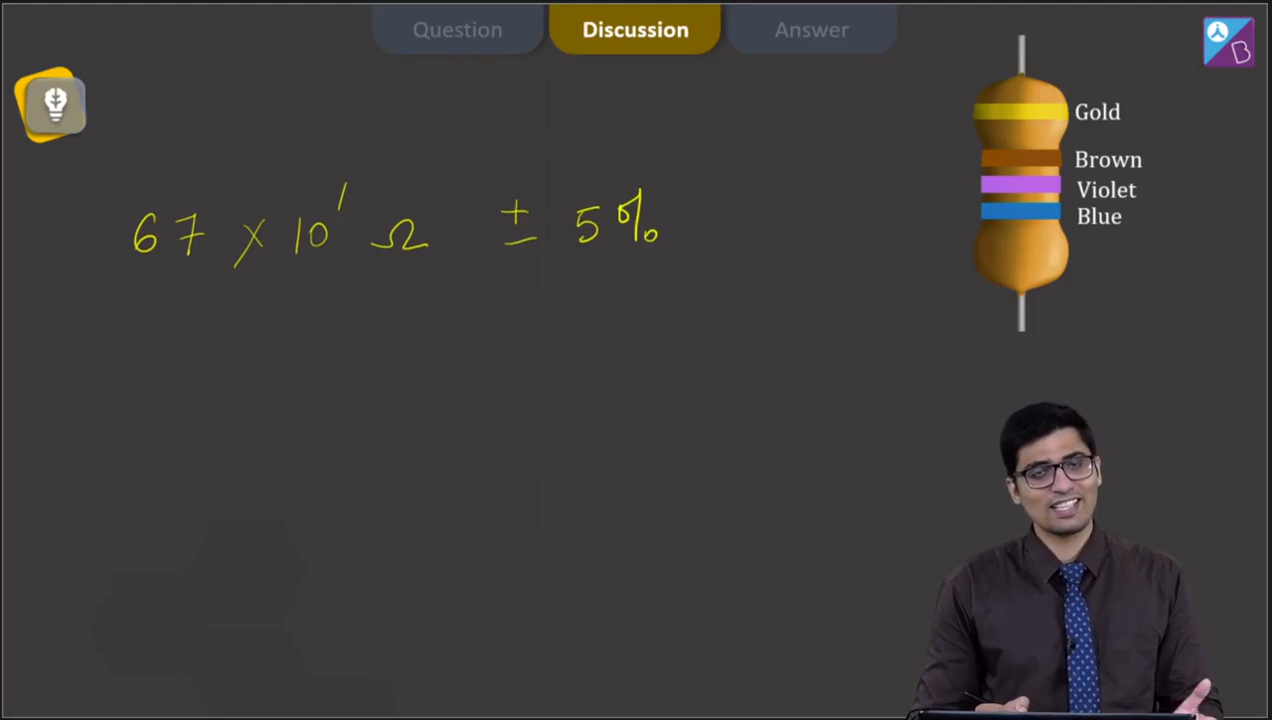 Question
Discussion
Answer
B
Gold
Brown
Violet
Blue
67 × 10¹ Ω ± 5%